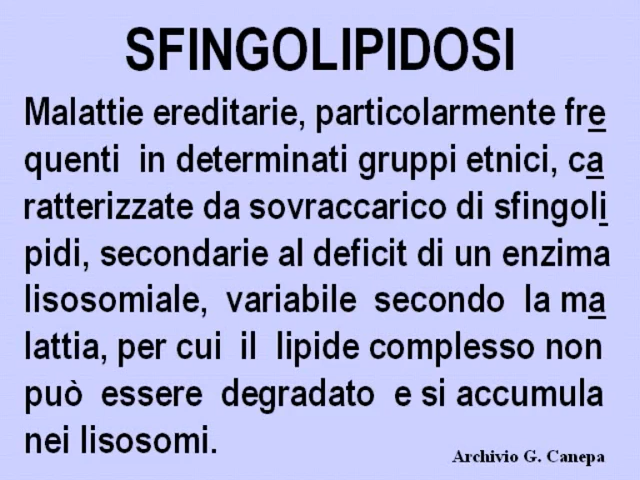 SFINGOLIPIDOSI
Malattie ereditarie, particolarmente fre
quenti in determinati gruppi etnici, ca
ratterizzate da sovraccarico di sfingoli
pidi, secondarie al deficit di un enzima
lisosomiale, variabile secondo la ma
lattia, per cui il lipide complesso non
può essere degradato e si accumula
nei lisosomi.
Archivio G. Canepa